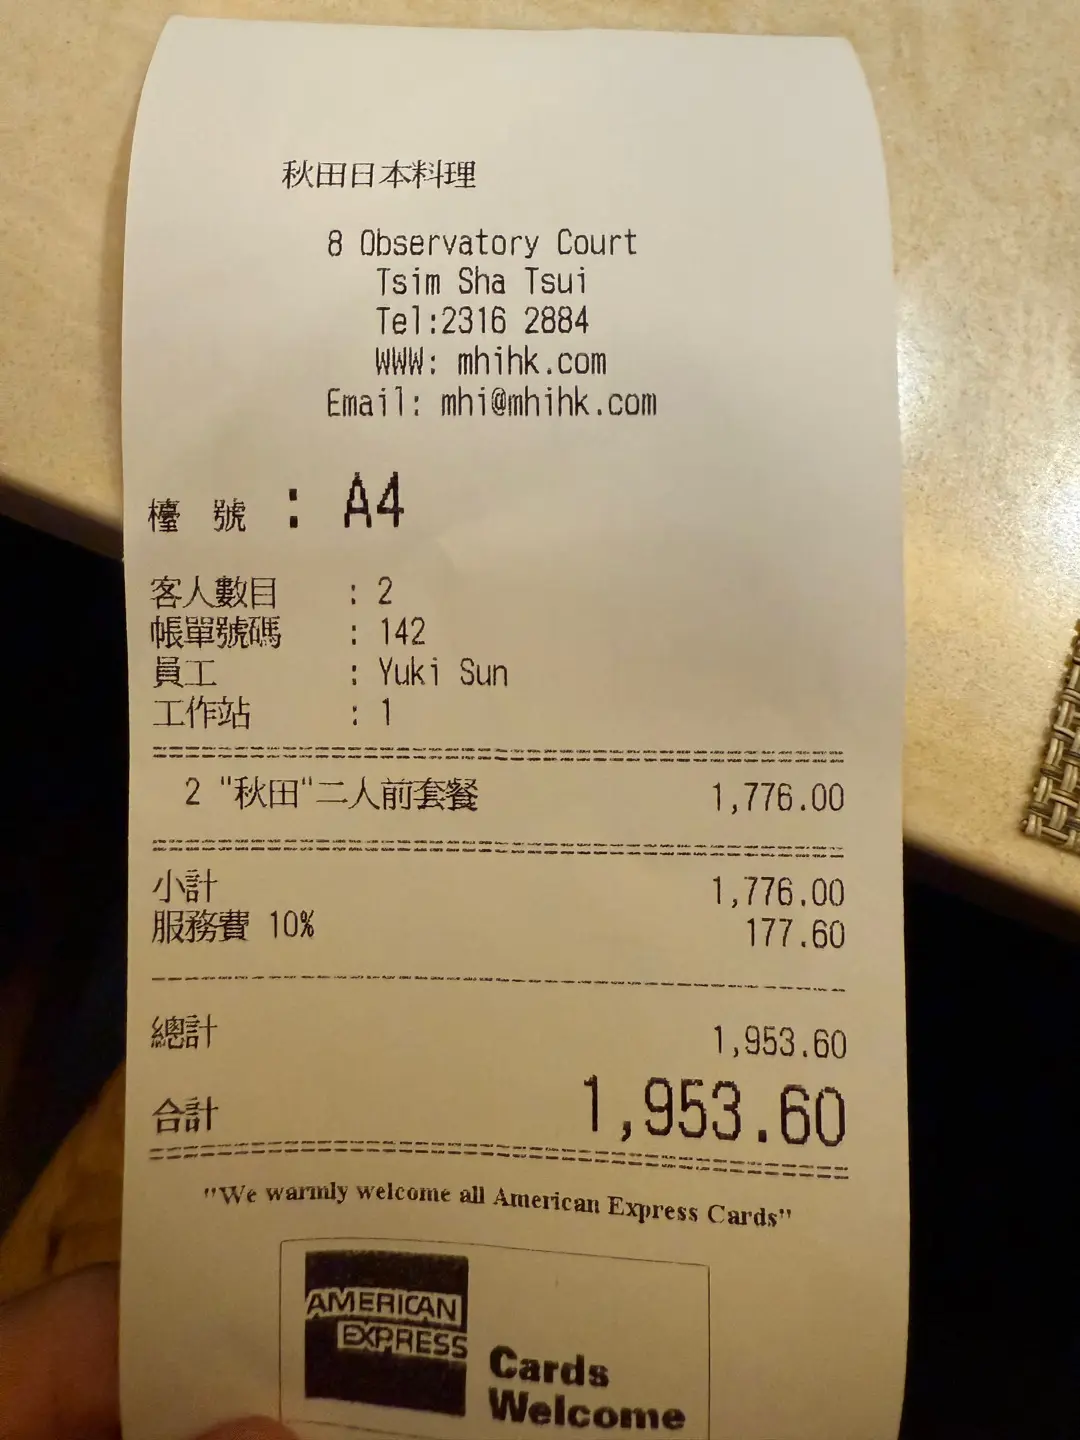 秋田日本料理
8 Observatory Court
Tsim Sha Tsui
Tel:2316 2884
WWW: mhihk.com
Email: mhi@mhihk.com
檯 號 : A4
客人數目 : 2
帳單號碼 : 142
員工 : Yuki Sun
工作站 : 1
2 "秋田"二人前套餐 1,776.00
小計 1,776.00
服務費 10% 177.60
總計 1,953.60
合計 1,953.60
"We warmly welcome all American Express Cards"
AMERICAN
EXPRESS
Cards
Welcome